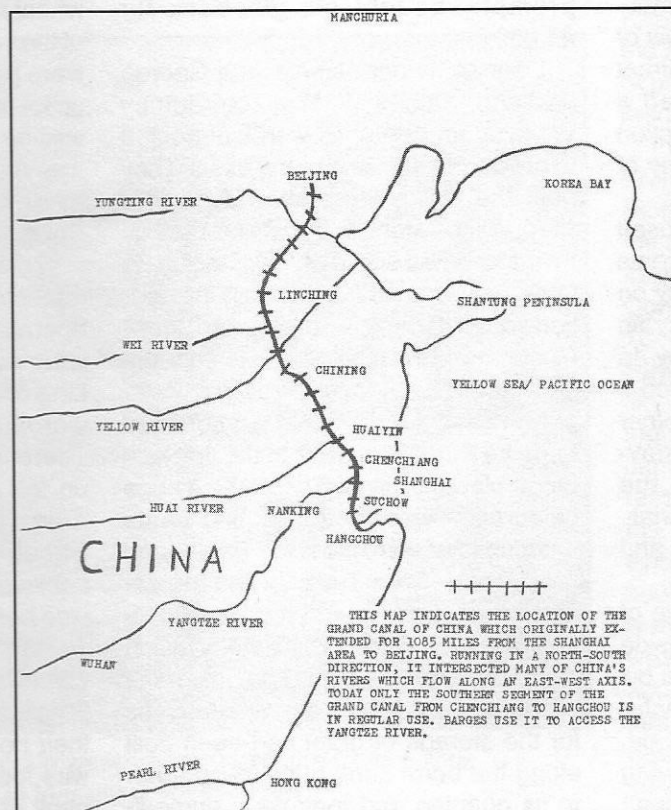 MANCHURIA
BEIJING
KOREA BAY
YUNGTING RIVER
LINCHING
SHANTUNG PENINSULA
WEI RIVER
CHINING
YELLOW SEA/ PACIFIC OCEAN
YELLOW RIVER
HUAIYIN
CHENCHIANG
SHANGHAI
HUAI RIVER
NANKING
SUCHOW
HANGCHOU
CHINA
YANGTZE RIVER
WUHAN
THIS MAP INDICATES THE LOCATION OF THE
GRAND CANAL OF CHINA WHICH ORIGINALLY EX-
TENDED FOR 1085 MILES FROM THE SHANGHAI
AREA TO BEIJING. RUNNING IN A NORTH-SOUTH
DIRECTION, IT INTERSECTED MANY OF CHINA'S
RIVERS WHICH FLOW ALONG AN EAST-WEST AXIS.
TODAY ONLY THE SOUTHERN SEGMENT OF THE
GRAND CANAL FROM CHENCHIANG TO HANGCHOU IS
IN REGULAR USE. BARGES USE IT TO ACCESS THE
YANGTZE RIVER.
PEARL RIVER
HONG KONG